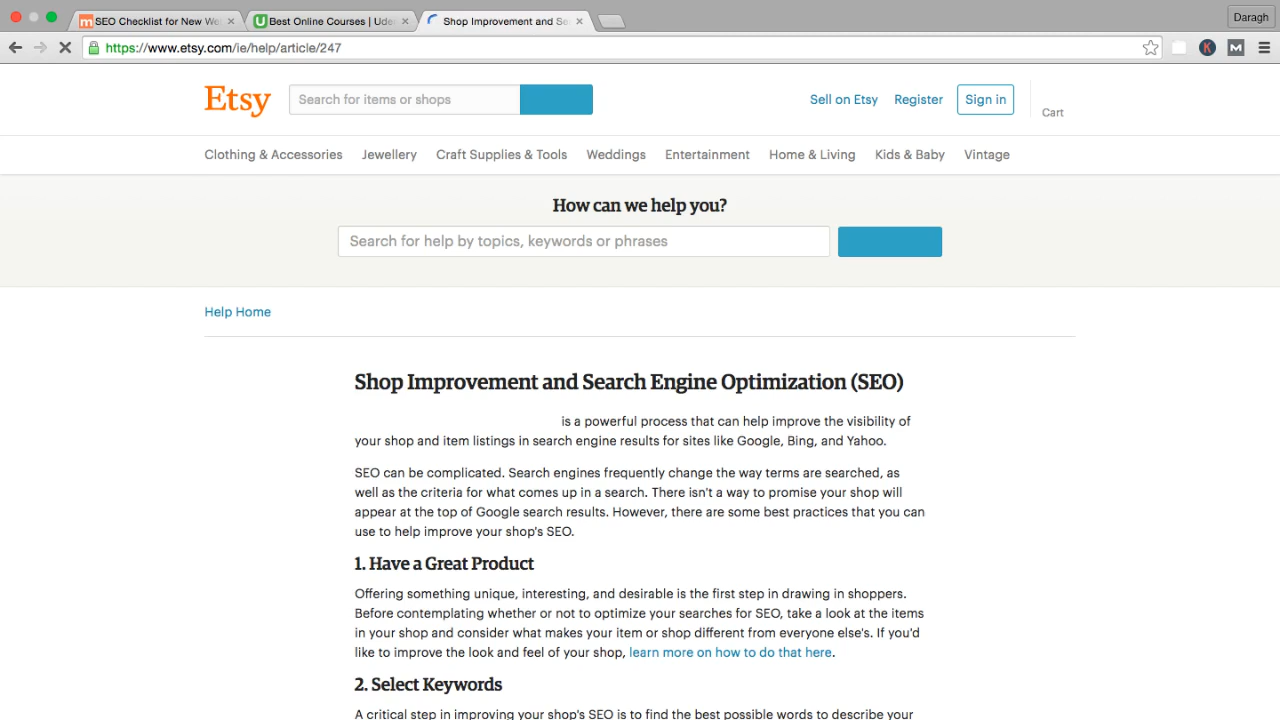 SEO Checklist for New We
Best Online Courses | Ude
Shop Improvement and Se
Daragh
https://www.etsy.com/ie/help/article/247
K
M
Etsy
Search for items or shops
Sell on Etsy
Register
Sign in
Cart
Clothing & Accessories
Jewellery
Craft Supplies & Tools
Weddings
Entertainment
Home & Living
Kids & Baby
Vintage
How can we help you?
Search for help by topics, keywords or phrases
Help Home
Shop Improvement and Search Engine Optimization (SEO)
is a powerful process that can help improve the visibility of
your shop and item listings in search engine results for sites like Google, Bing, and Yahoo.
SEO can be complicated. Search engines frequently change the way terms are searched, as
well as the criteria for what comes up in a search. There isn't a way to promise your shop will
appear at the top of Google search results. However, there are some best practices that you can
use to help improve your shop's SEO.
1. Have a Great Product
Offering something unique, interesting, and desirable is the first step in drawing in shoppers.
Before contemplating whether or not to optimize your searches for SEO, take a look at the items
in your shop and consider what makes your item or shop different from everyone else's. If you'd
like to improve the look and feel of your shop, learn more on how to do that here.
2. Select Keywords
A critical step in improving your shop's SEO is to find the best possible words to describe your